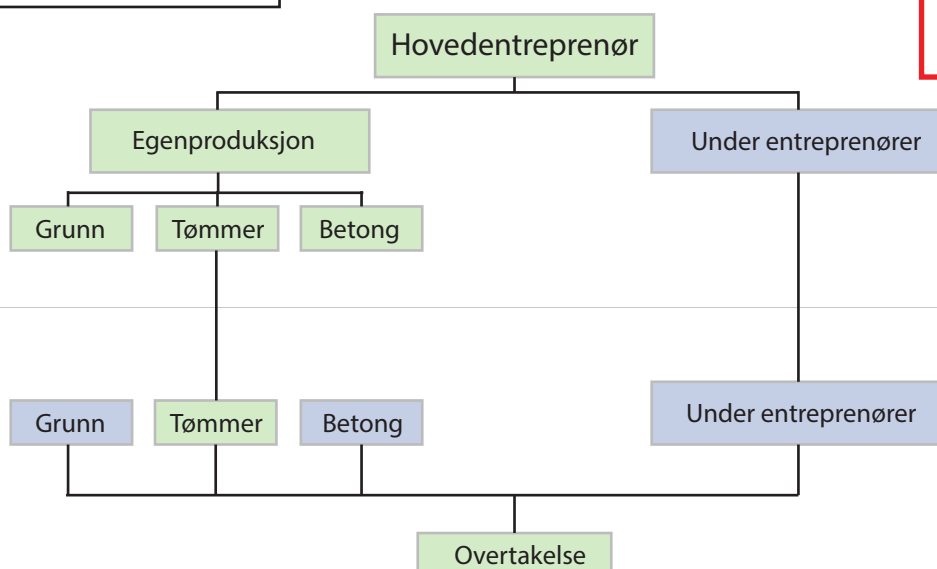 Hovedentreprenør
Egenproduksjon
Under entreprenører
Grunn
Tømmer
Betong
Grunn
Tømmer
Betong
Under entreprenører
Overtakelse